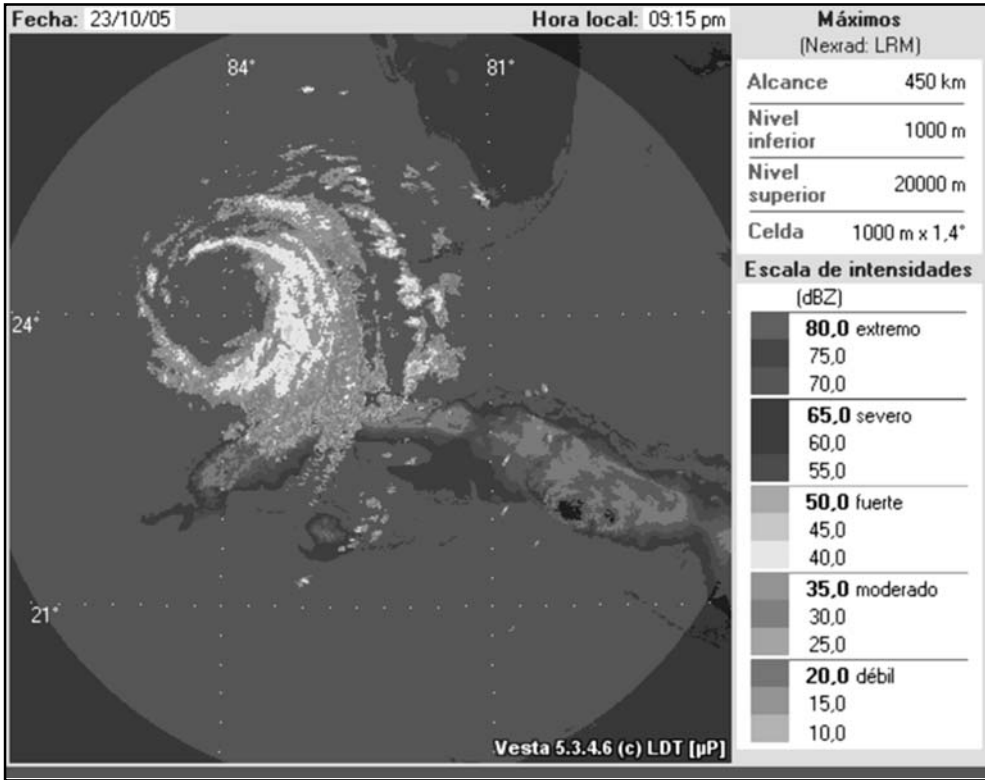 Fecha: 23/10/05 Hora local: 09:15 pm
84° 81°
24°
21°
Vesta 5.3.4.6 (c) LDT [µP]
Máximos
(Nexrad: LRM)
Alcance 450 km
Nivel
inferior 1000 m
Nivel
superior 20000 m
Celda 1000 m x 1,4°
Escala de intensidades
(dBZ)
80,0 extremo
75,0
70,0
65,0 severo
60,0
55,0
50,0 fuerte
45,0
40,0
35,0 moderado
30,0
25,0
20,0 débil
15,0
10,0